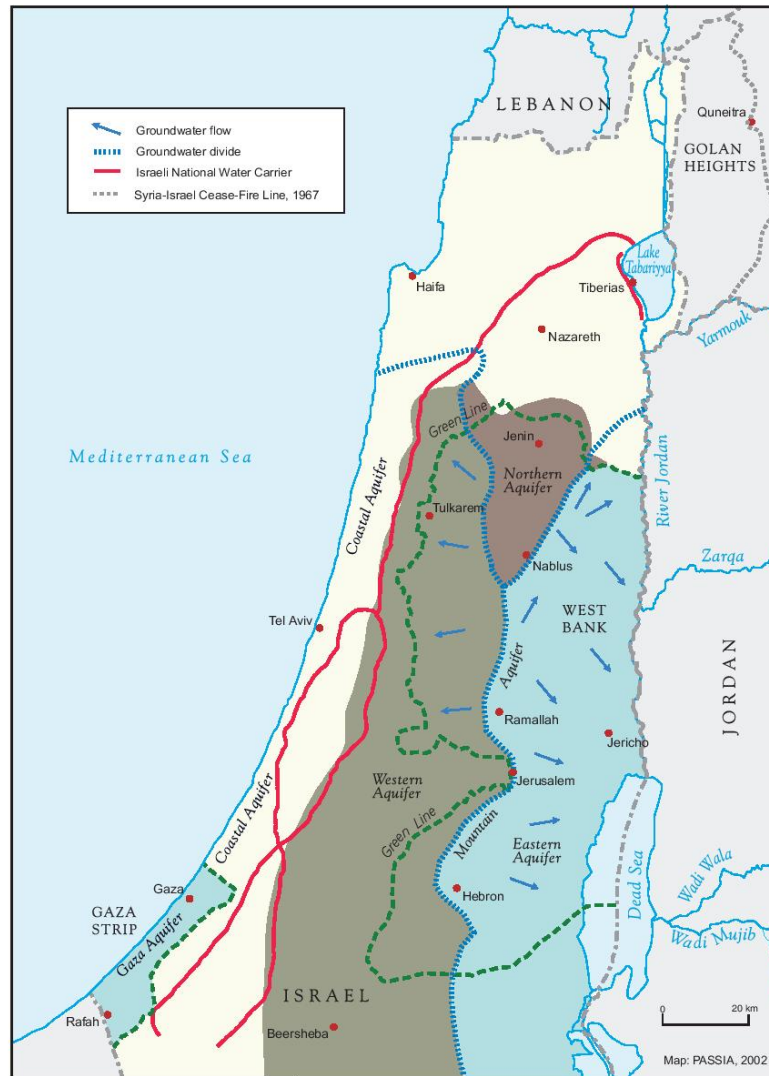 LEBANON
Quneitra
GOLAN
HEIGHTS
Groundwater flow
Groundwater divide
Israeli National Water Carrier
Syria-Israel Cease-Fire Line, 1967
Lake
Tabariyya
Haifa
Tiberias
Nazareth
Yarmouk
Green Line
Jenin
Mediterranean Sea
Northern
Aquifer
Coastal Aquifer
Tulkarem
River Jordan
Nablus
Zarqa
WEST
BANK
Tel Aviv
Aquifer
JORDAN
Ramallah
Jericho
Jerusalem
Western
Aquifer
Green Line
Mountain
Coastal Aquifer
Eastern
Aquifer
Dead Sea
Wadi Wala
Hebron
Gaza
GAZA
STRIP
Gaza Aquifer
Wadi Mujib
ISRAEL
Rafah
Beersheba
0 20 km
Map: PASSIA, 2002